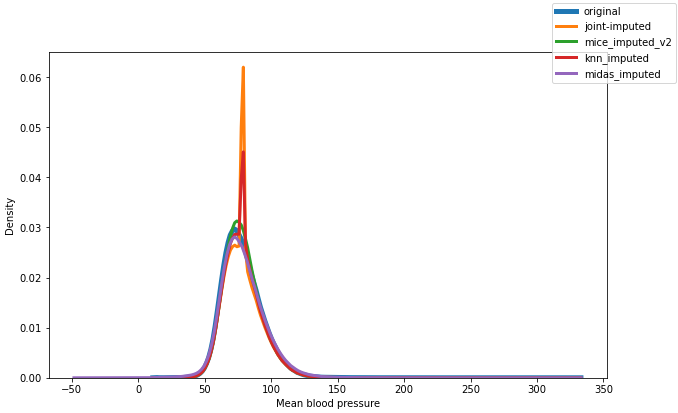 original
joint-imputed
mice_imputed_v2
knn_imputed
midas_imputed
0.06
0.05
0.04
0.03
0.02
0.01
0.00
Density
−50 0 50 100 150 200 250 300 350
Mean blood pressure